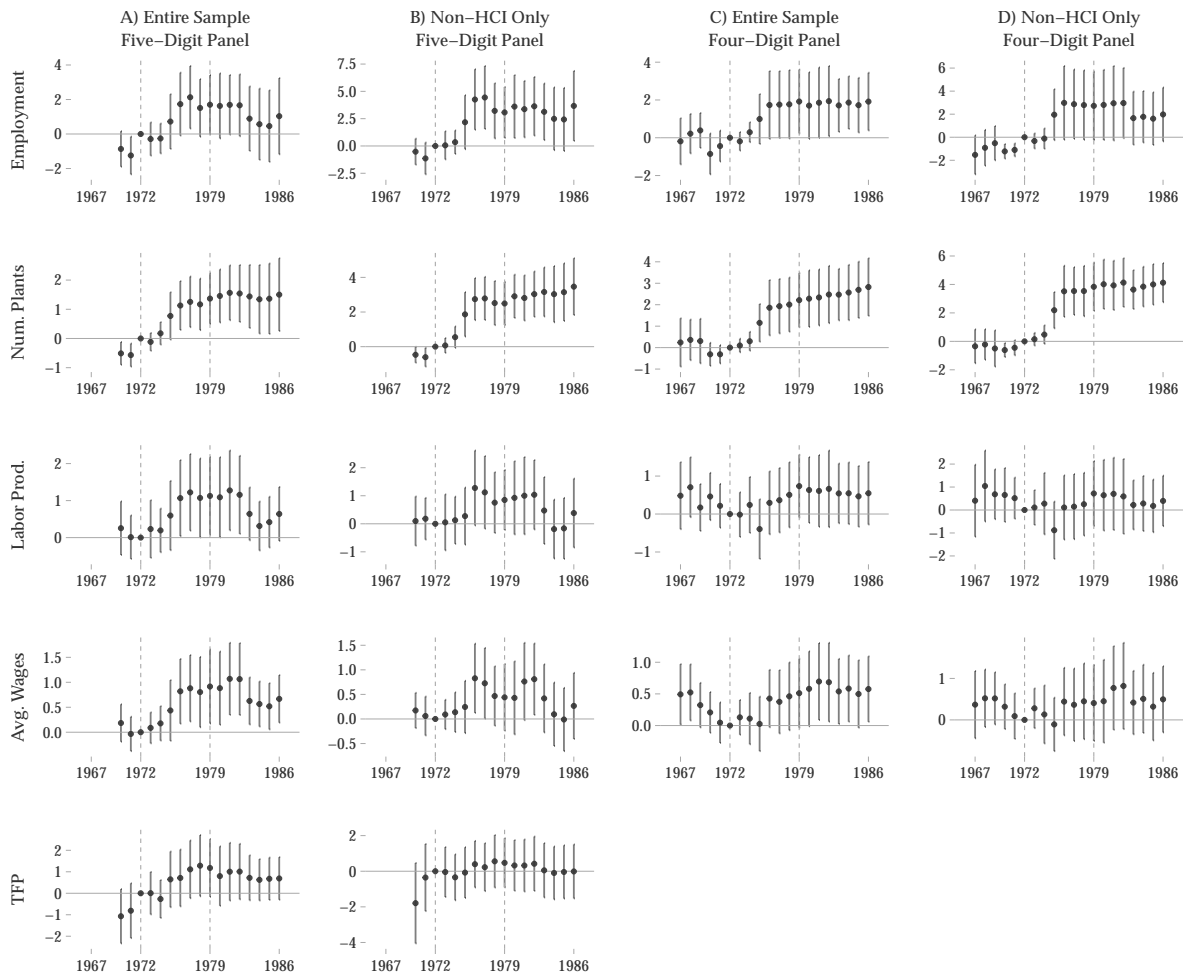 A) Entire Sample
Five−Digit Panel
B) Non−HCI Only
Five−Digit Panel
C) Entire Sample
Four−Digit Panel
D) Non−HCI Only
Four−Digit Panel
Employment
4
2
0
−2
1967 1972 1979 1986
7.5
5.0
2.5
0.0
−2.5
1967 1972 1979 1986
4
2
0
−2
1967 1972 1979 1986
6
4
2
0
−2
1967 1972 1979 1986
Num. Plants
2
1
0
−1
1967 1972 1979 1986
4
2
0
1967 1972 1979 1986
4
3
2
1
0
−1
1967 1972 1979 1986
6
4
2
0
−2
1967 1972 1979 1986
Labor Prod.
2
1
0
1967 1972 1979 1986
2
1
0
−1
1967 1972 1979 1986
1
0
−1
1967 1972 1979 1986
2
1
0
−1
−2
1967 1972 1979 1986
Avg. Wages
1.5
1.0
0.5
0.0
1967 1972 1979 1986
1.5
1.0
0.5
0.0
−0.5
1967 1972 1979 1986
1.0
0.5
0.0
1967 1972 1979 1986
1
0
1967 1972 1979 1986
TFP
2
1
0
−1
−2
1967 1972 1979 1986
2
0
−2
−4
1967 1972 1979 1986